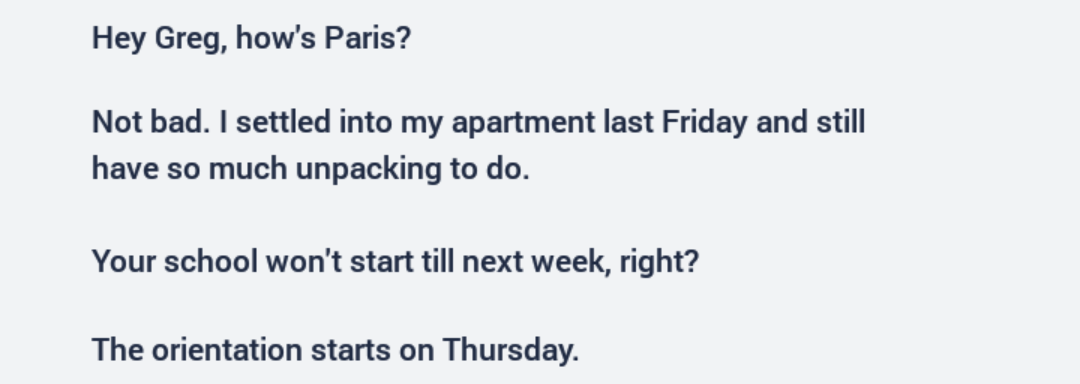 Hey Greg, how's Paris?
Not bad. I settled into my apartment last Friday and still
have so much unpacking to do.
Your school won't start till next week, right?
The orientation starts on Thursday.